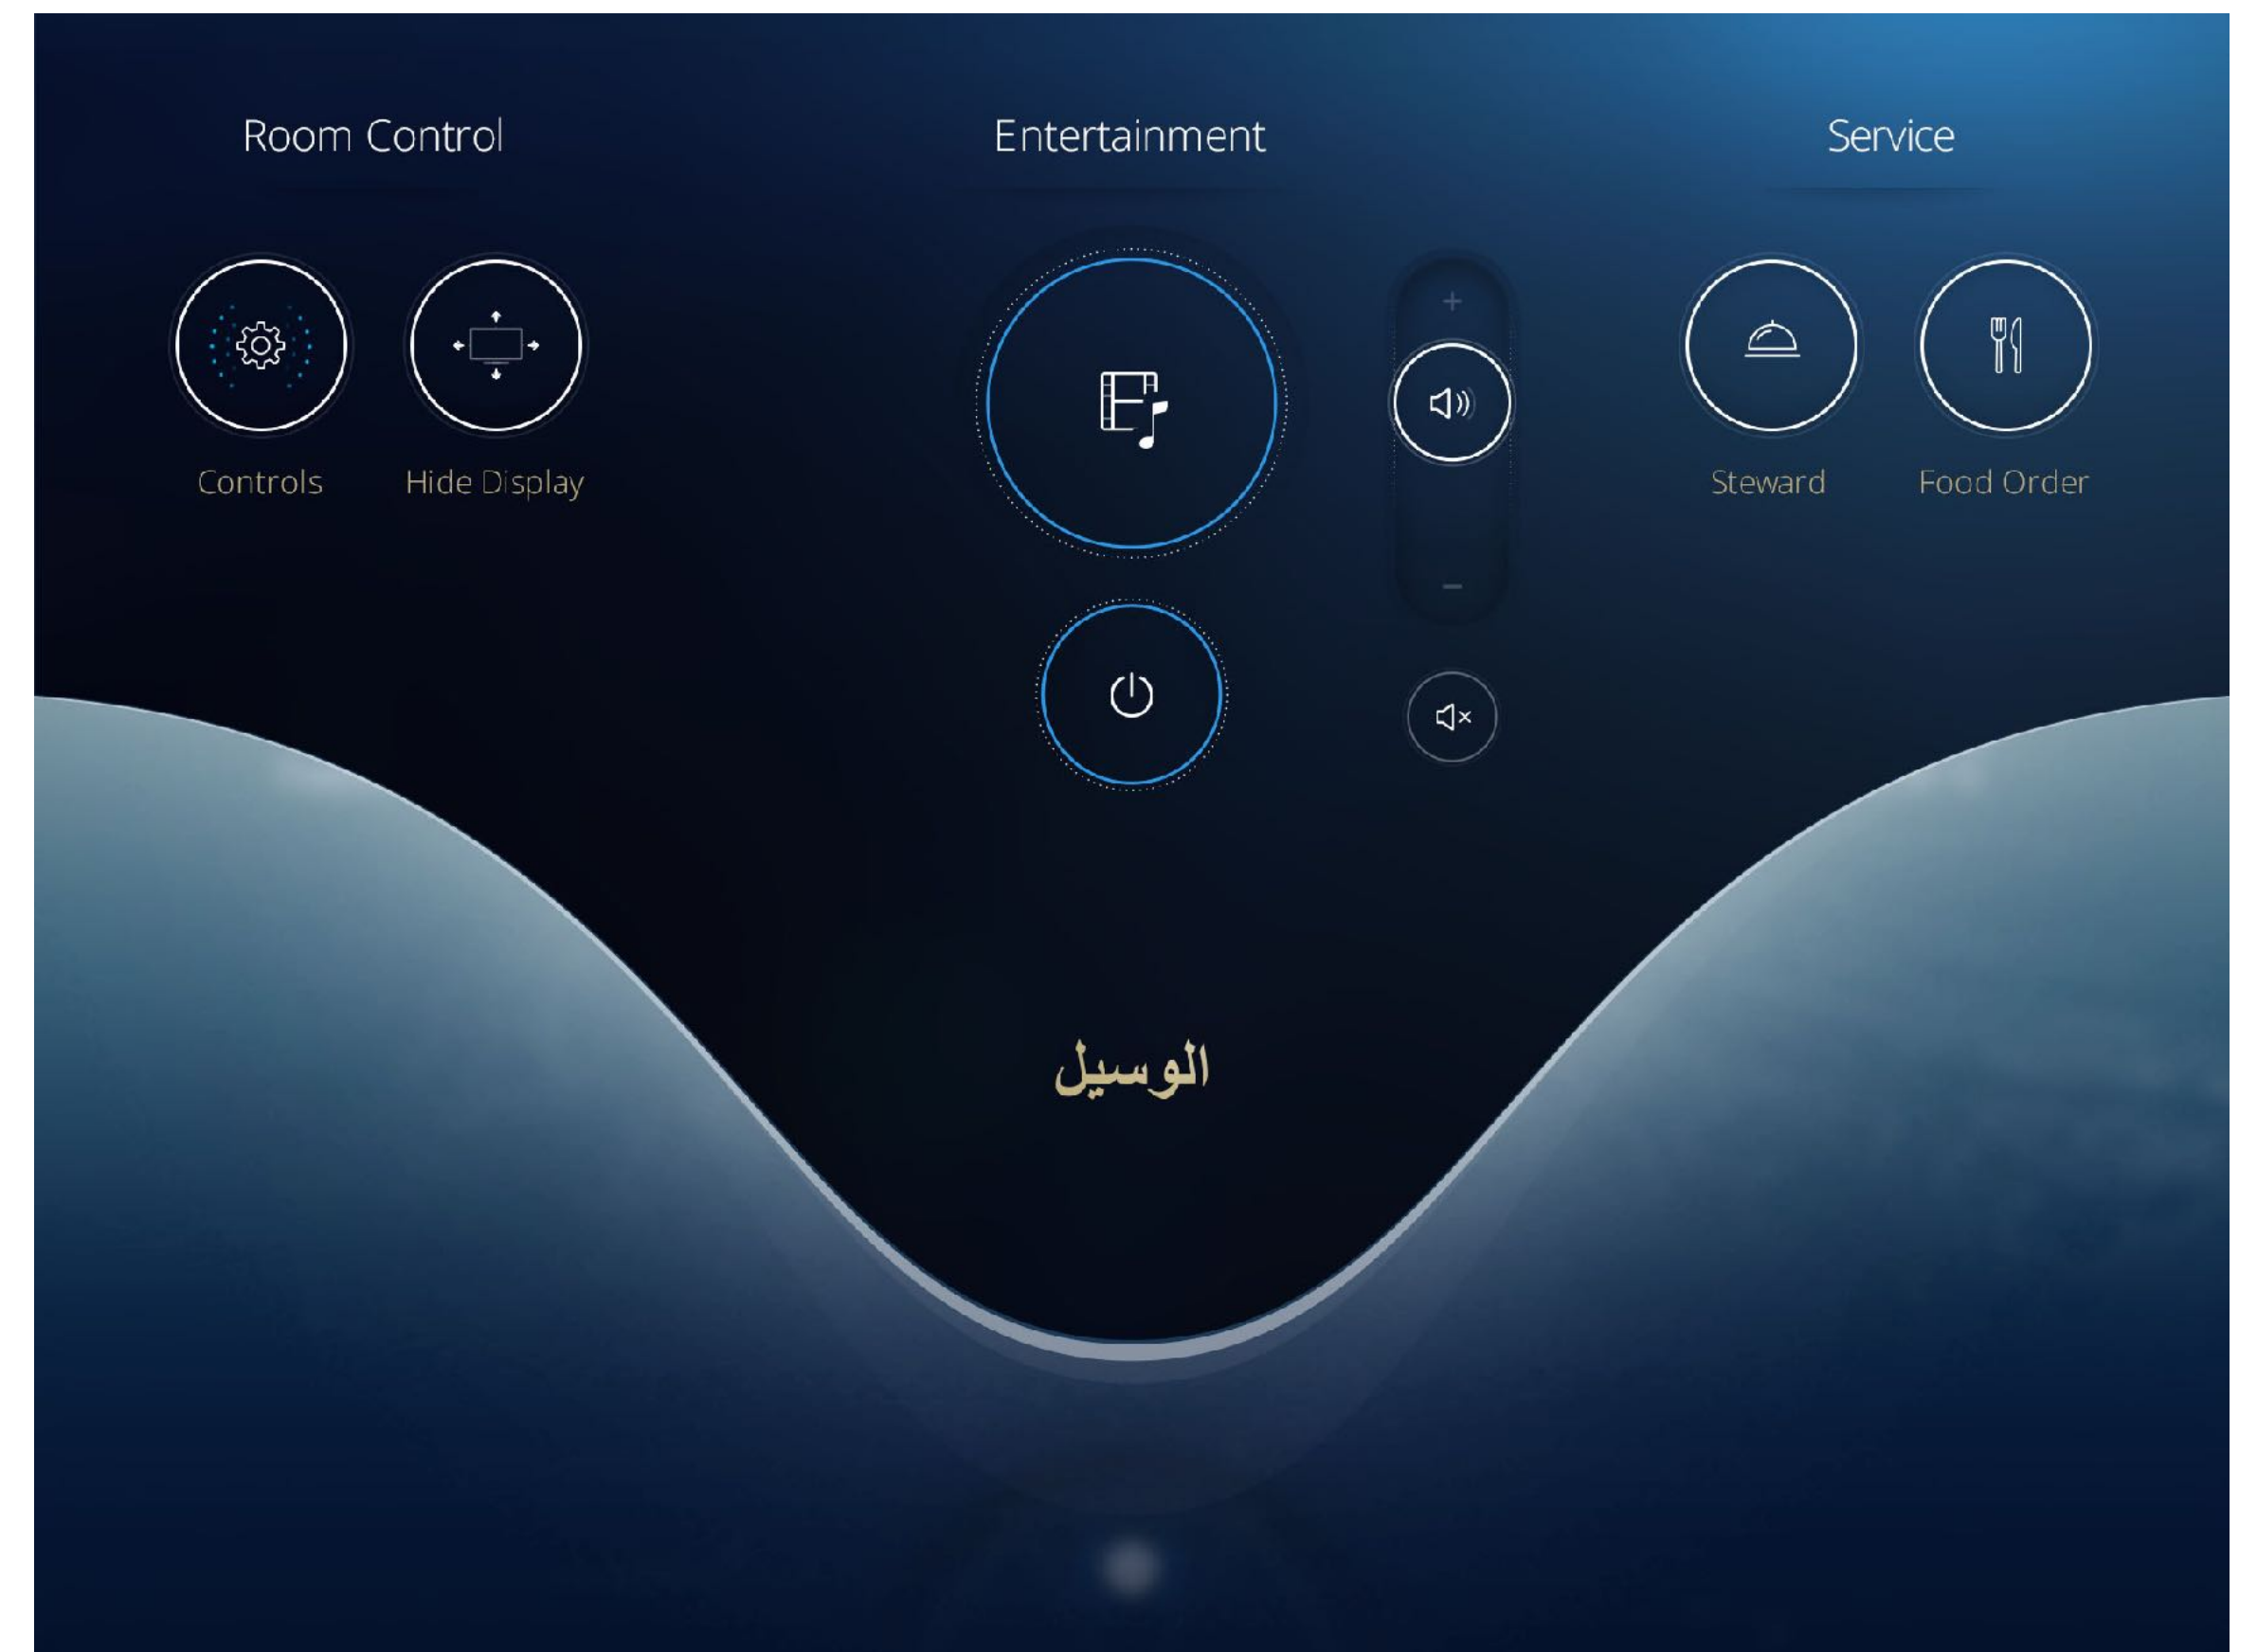 Room Control
Entertainment
Service
Controls
Hide Display
Steward
Food Order
الوسيل